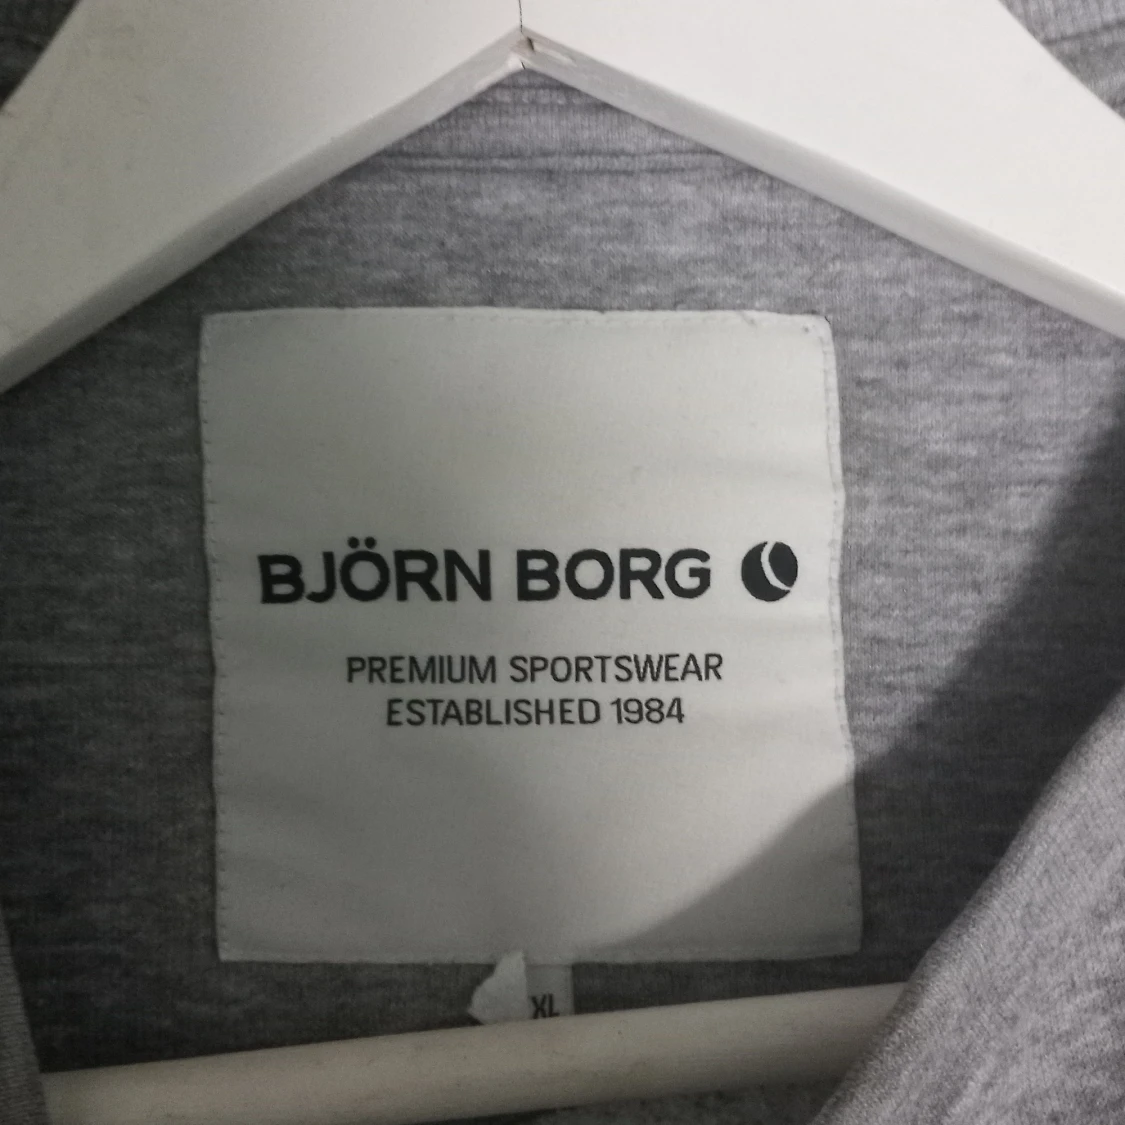 BJÖRN BORG
PREMIUM SPORTSWEAR
ESTABLISHED 1984
XL